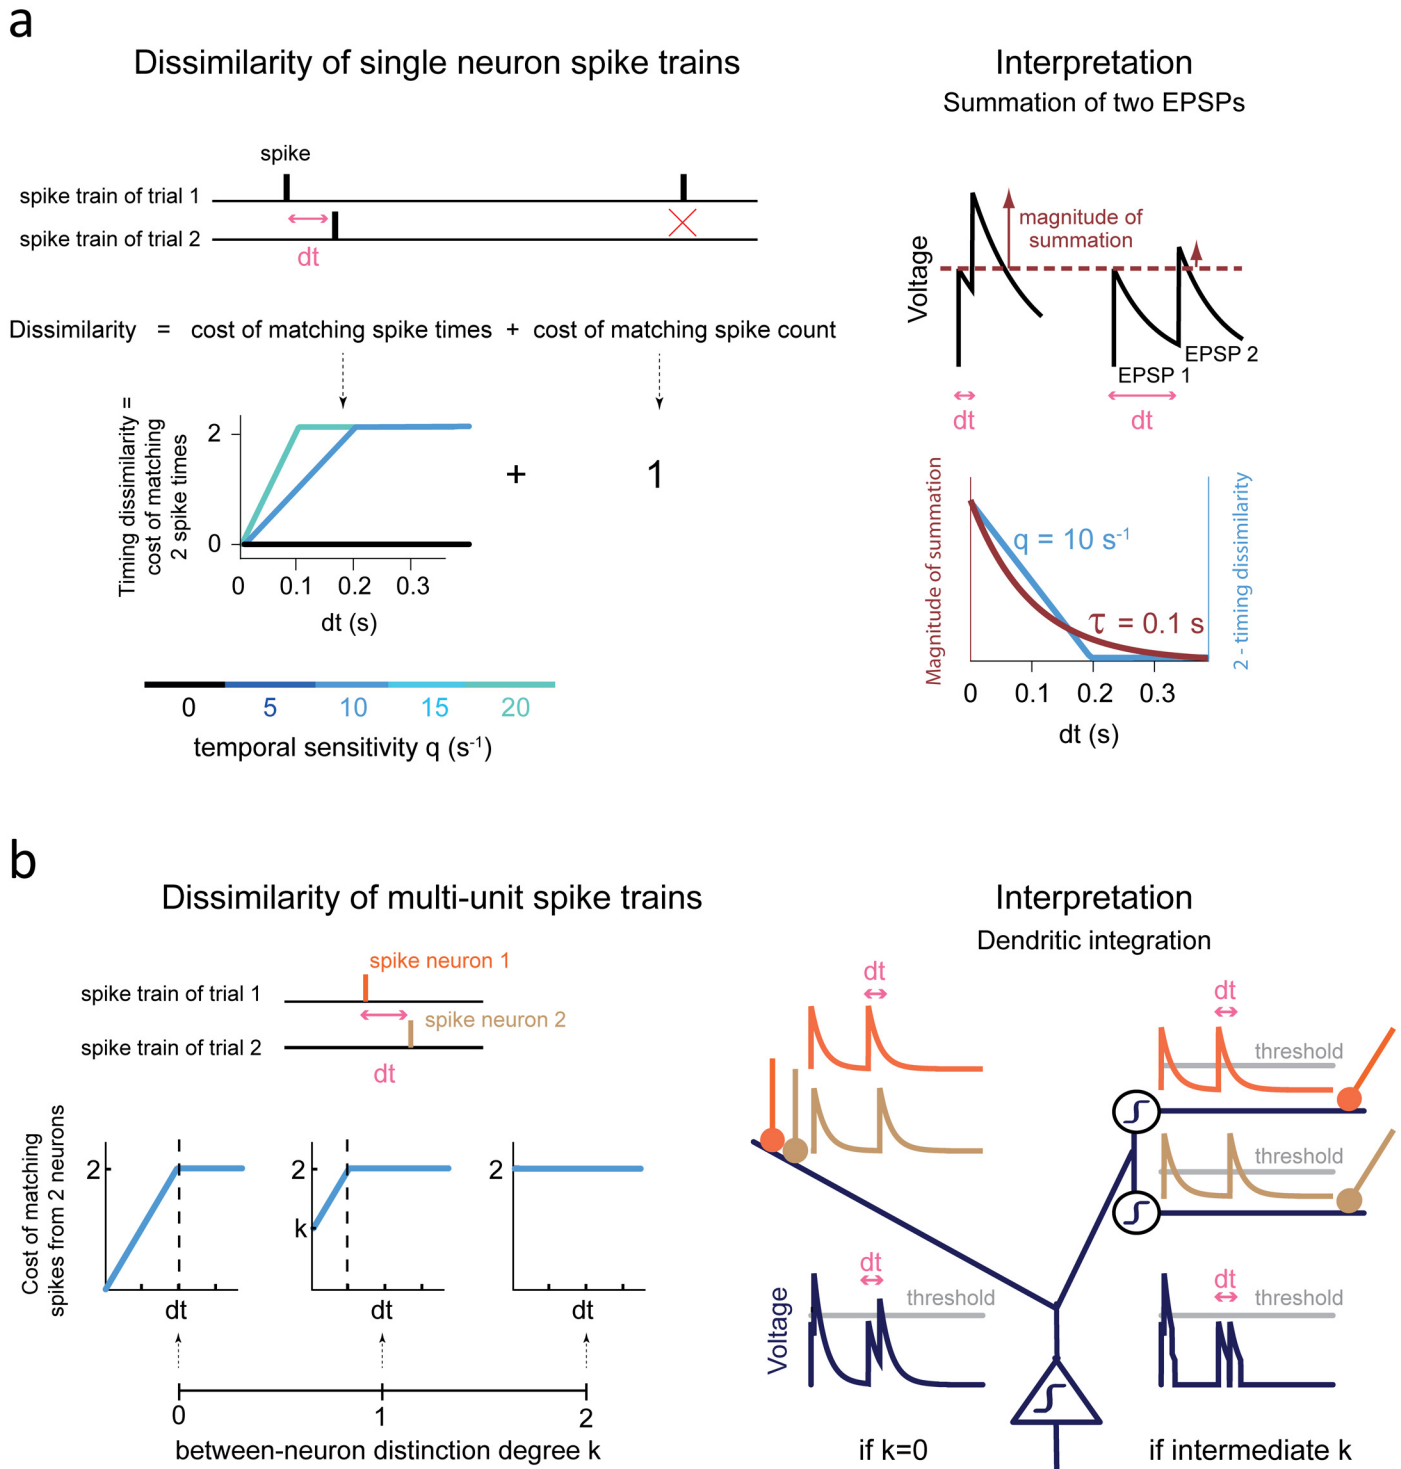 a
Dissimilarity of single neuron spike trains
spike
spike train of trial 1
spike train of trial 2
dt
Dissimilarity = cost of matching spike times + cost of matching spike count
Timing dissimilarity =
cost of matching
2 spike times
2
0
0 0.1 0.2 0.3
dt (s)
+ 1
0 5 10 15 20
temporal sensitivity q (s⁻¹)
Interpretation
Summation of two EPSPs
Voltage
magnitude of
summation
EPSP 1
EPSP 2
dt dt
Magnitude of summation
2 - timing dissimilarity
q = 10 s⁻¹
τ = 0.1 s
0 0.1 0.2 0.3
dt (s)
b
Dissimilarity of multi-unit spike trains
spike neuron 1
spike train of trial 1
spike neuron 2
spike train of trial 2
dt
Cost of matching
spikes from 2 neurons
2
dt
2
k
dt
2
dt
0 1 2
between-neuron distinction degree k
Interpretation
Dendritic integration
dt
dt
threshold
threshold
Voltage
dt
threshold
dt
threshold
if k=0
if intermediate k